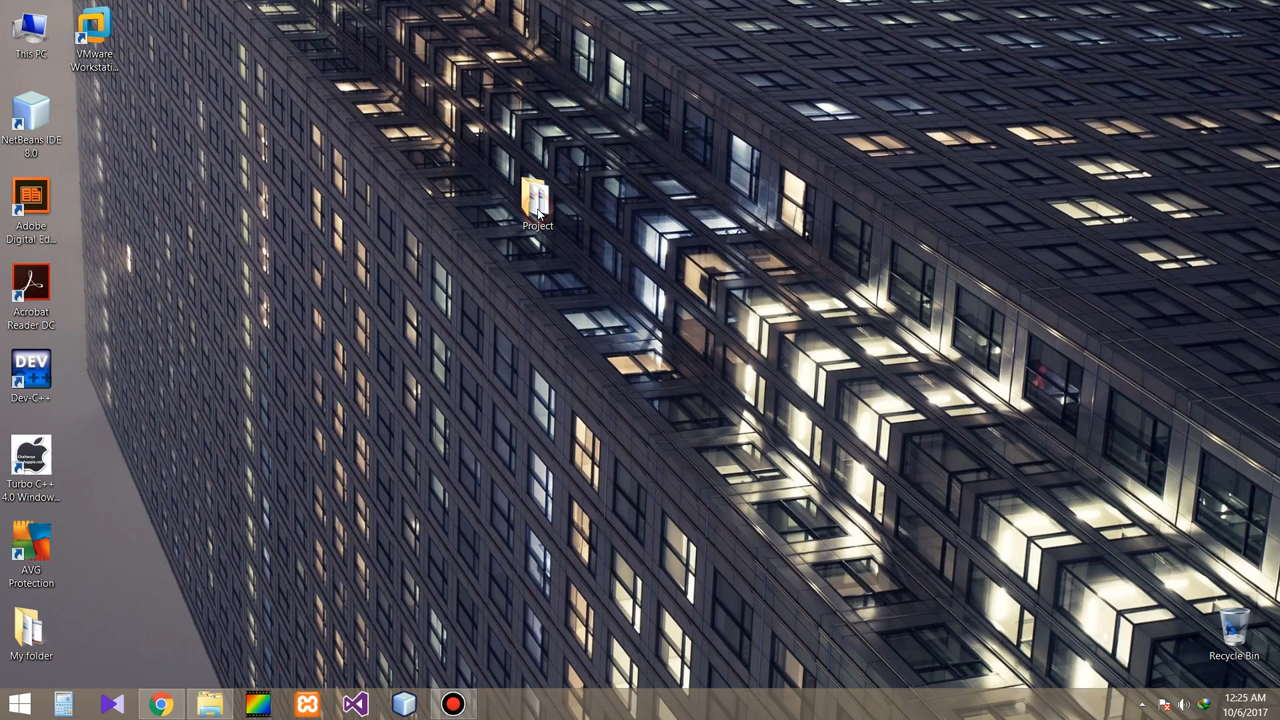 This PC
VMware
Workstati...
NetBeans IDE
8.0
Adobe
Digital Ed...
Acrobat
Reader DC
DEV
C++
Dev-C++
Turbo C++
4.0 Window...
AVG
Protection
My folder
Project
Recycle Bin
12:25 AM
10/6/2017